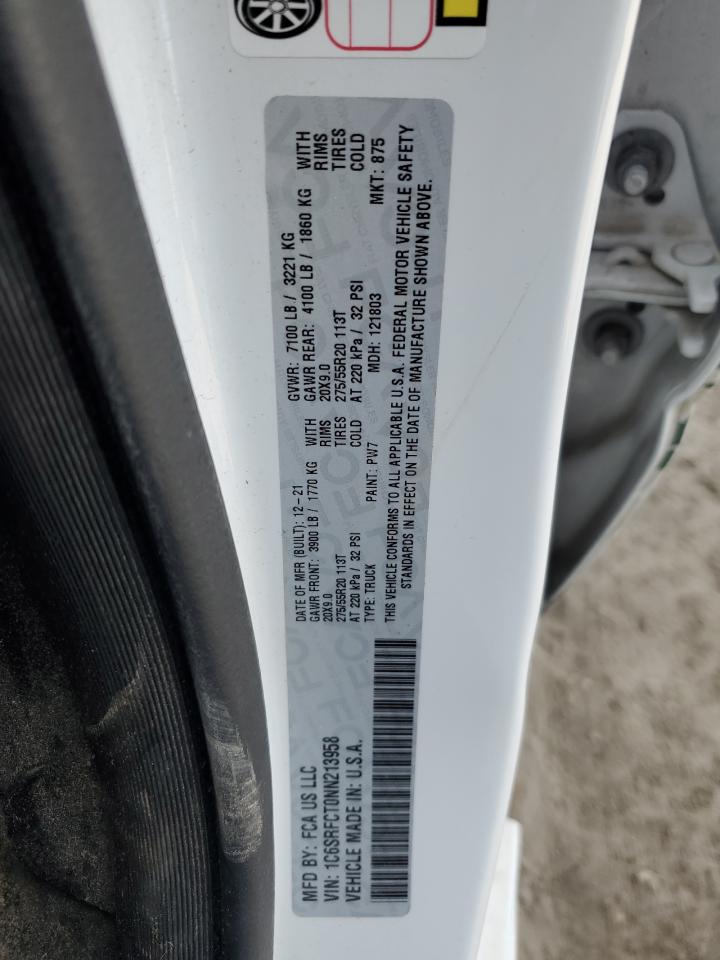 MFD BY: FCA US LLC
VIN: 1C6SRFCT0NN213958
VEHICLE MADE IN: U.S.A.
DATE OF MFR (BUILT): 12-21 GVWR: 7100 LB / 3221 KG
GAWR FRONT: 3900 LB / 1770 KG WITH GAWR REAR: 4100 LB / 1860 KG WITH
20X9.0 RIMS 20X9.0 RIMS
275/55R20 113T TIRES 275/55R20 113T TIRES
AT 220 kPa / 32 PSI COLD AT 220 kPa / 32 PSI COLD
TYPE: TRUCK PAINT: PW7 MDH: 121803 MKT: 875
THIS VEHICLE CONFORMS TO ALL APPLICABLE U.S.A. FEDERAL MOTOR VEHICLE SAFETY
STANDARDS IN EFFECT ON THE DATE OF MANUFACTURE SHOWN ABOVE.